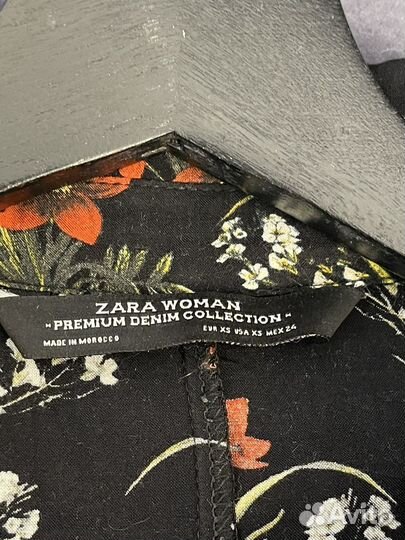 ZARA WOMAN
"PREMIUM DENIM COLLECTION"
EUR XS USA XS MEX 24
MADE IN MOROCCO
Avito